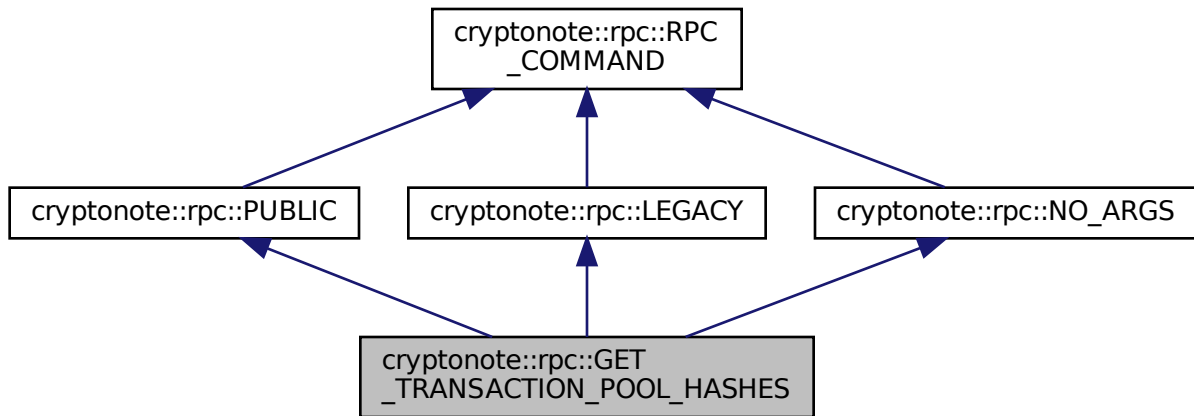 cryptonote::rpc::RPC
_COMMAND
cryptonote::rpc::PUBLIC
cryptonote::rpc::LEGACY
cryptonote::rpc::NO_ARGS
cryptonote::rpc::GET
_TRANSACTION_POOL_HASHES